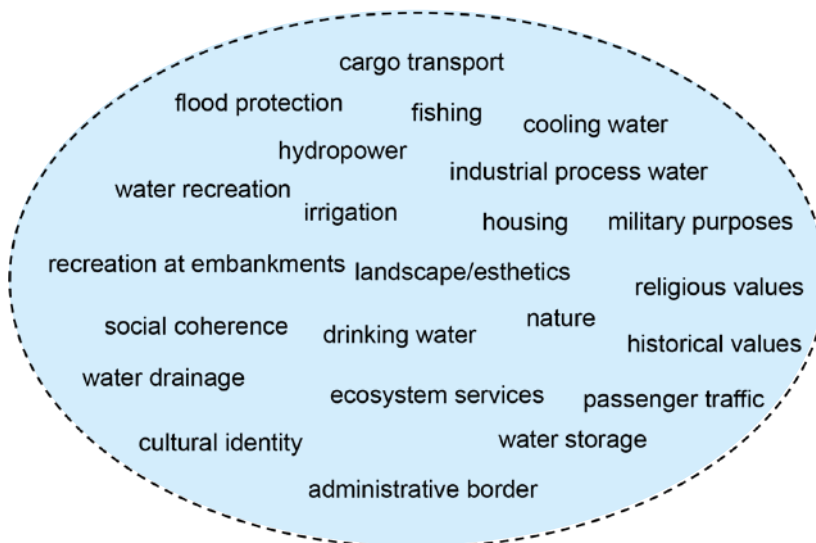 cargo transport
flood protection
fishing
cooling water
hydropower
industrial process water
water recreation
irrigation
housing
military purposes
recreation at embankments
landscape/esthetics
religious values
social coherence
drinking water
nature
historical values
water drainage
ecosystem services
passenger traffic
cultural identity
water storage
administrative border